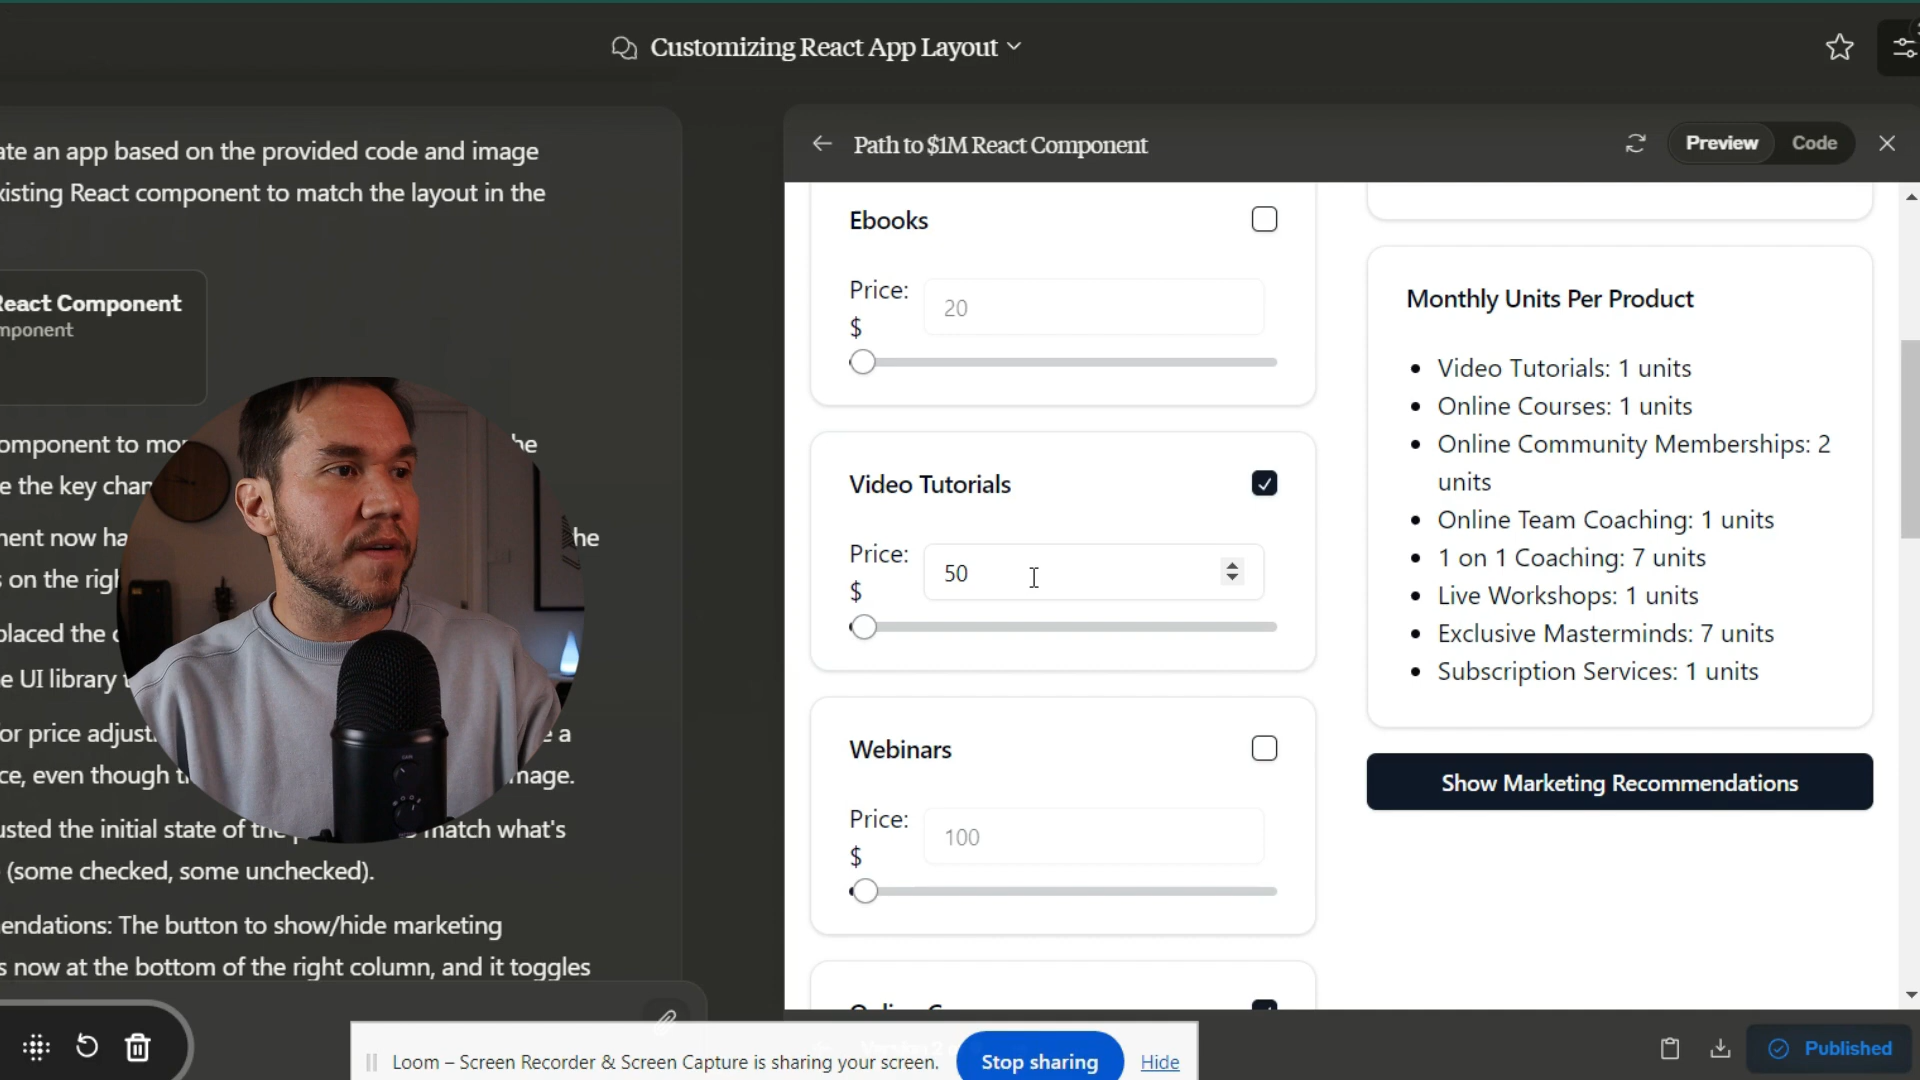 Customizing React App Layout
ate an app based on the provided code and image
xisting React component to match the layout in the
React Component
mponent
omponent to mor
he
e the key chan
nent now ha
he
s on the righ
placed the c
e UI library
or price adjust
e a
ce, even though t
mage.
usted the initial state of the
match what's
(some checked, some unchecked).
endations: The button to show/hide marketing
s now at the bottom of the right column, and it toggles
Path to $1M React Component
Preview
Code
Ebooks
Price:
$
20
Video Tutorials
Price:
$
50
Webinars
Price:
$
100
Monthly Units Per Product
• Video Tutorials: 1 units
• Online Courses: 1 units
• Online Community Memberships: 2
units
• Online Team Coaching: 1 units
• 1 on 1 Coaching: 7 units
• Live Workshops: 1 units
• Exclusive Masterminds: 7 units
• Subscription Services: 1 units
Show Marketing Recommendations
Loom – Screen Recorder & Screen Capture is sharing your screen.
Stop sharing
Hide
Published